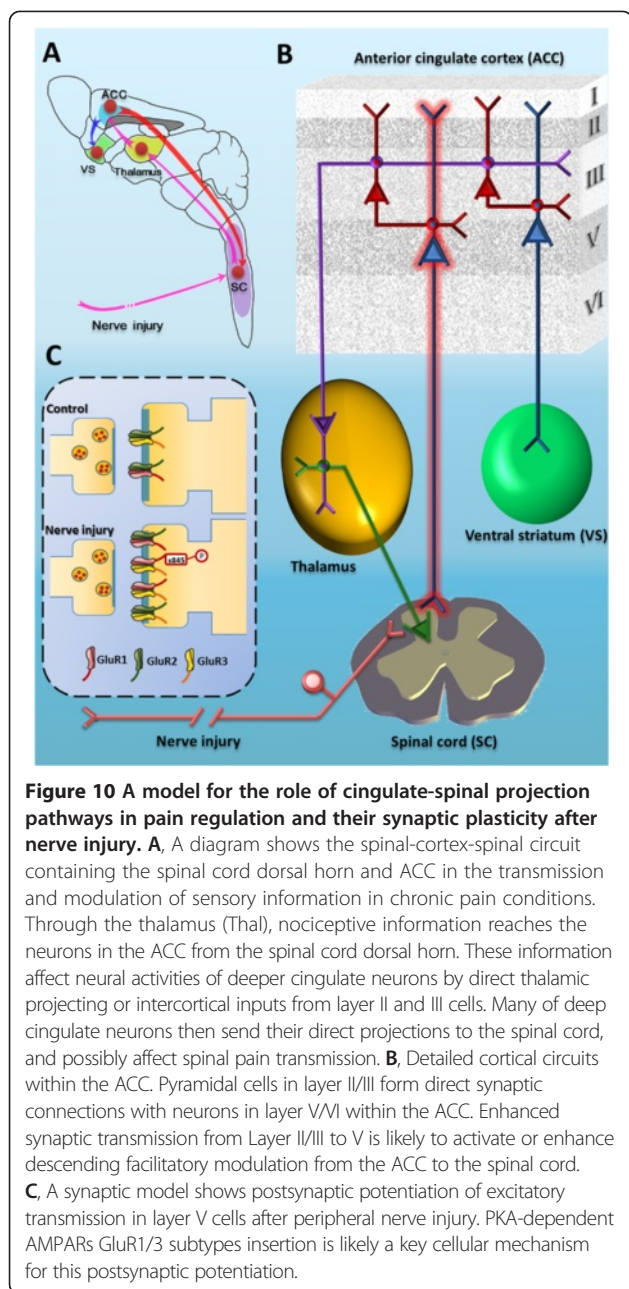 A
B
Anterior cingulate cortex (ACC)
ACC
VS
Thalamus
SC
Nerve injury
I
II
III
V
VI
C
Control
Nerve injury
s845
P
GluR1 GluR2 GluR3
Thalamus
Ventral striatum (VS)
Nerve injury
Spinal cord (SC)
Figure 10 A model for the role of cingulate-spinal projection
pathways in pain regulation and their synaptic plasticity after
nerve injury. A, A diagram shows the spinal-cortex-spinal circuit
containing the spinal cord dorsal horn and ACC in the transmission
and modulation of sensory information in chronic pain conditions.
Through the thalamus (Thal), nociceptive information reaches the
neurons in the ACC from the spinal cord dorsal horn. These information
affect neural activities of deeper cingulate neurons by direct thalamic
projecting or intercortical inputs from layer II and III cells. Many of deep
cingulate neurons then send their direct projections to the spinal cord,
and possibly affect spinal pain transmission. B, Detailed cortical circuits
within the ACC. Pyramidal cells in layer II/III form direct synaptic
connections with neurons in layer V/VI within the ACC. Enhanced
synaptic transmission from Layer II/III to V is likely to activate or enhance
descending facilitatory modulation from the ACC to the spinal cord.
C, A synaptic model shows postsynaptic potentiation of excitatory
transmission in layer V cells after peripheral nerve injury. PKA-dependent
AMPARs GluR1/3 subtypes insertion is likely a key cellular mechanism
for this postsynaptic potentiation.